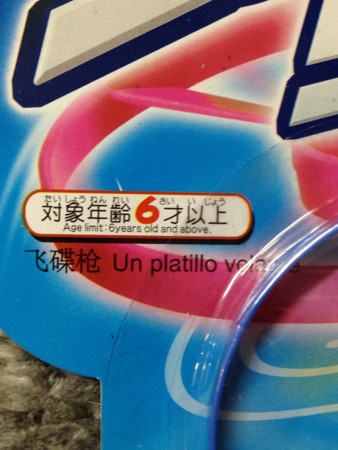 たい しょう ねん れい さい い じょう
対象年齢6才以上
Age limit:6years old and above.
飞碟枪 Un platillo